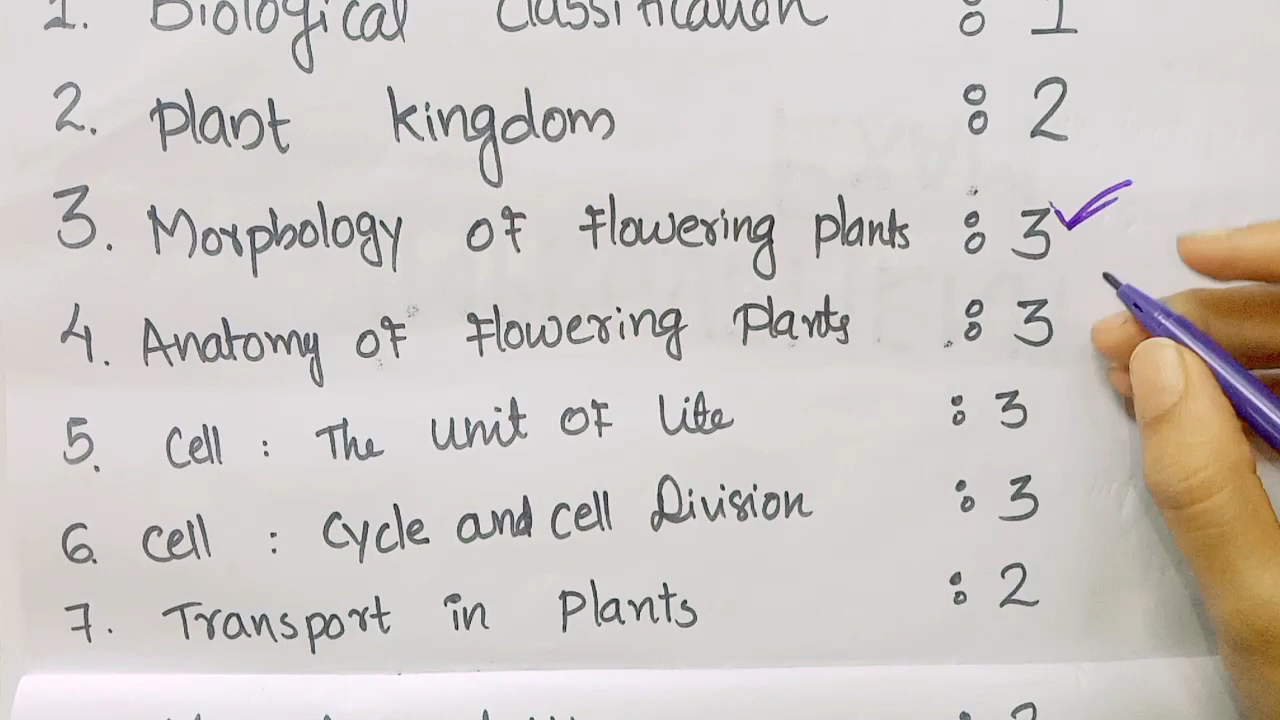 1. Biological Classification : 1
2. Plant kingdom : 2
3. Morphology of Flowering plants : 3 ✓
4. Anatomy of Flowering Plants : 3
5. Cell : The unit of life : 3
6. Cell : Cycle and cell Division : 3
7. Transport in plants : 2